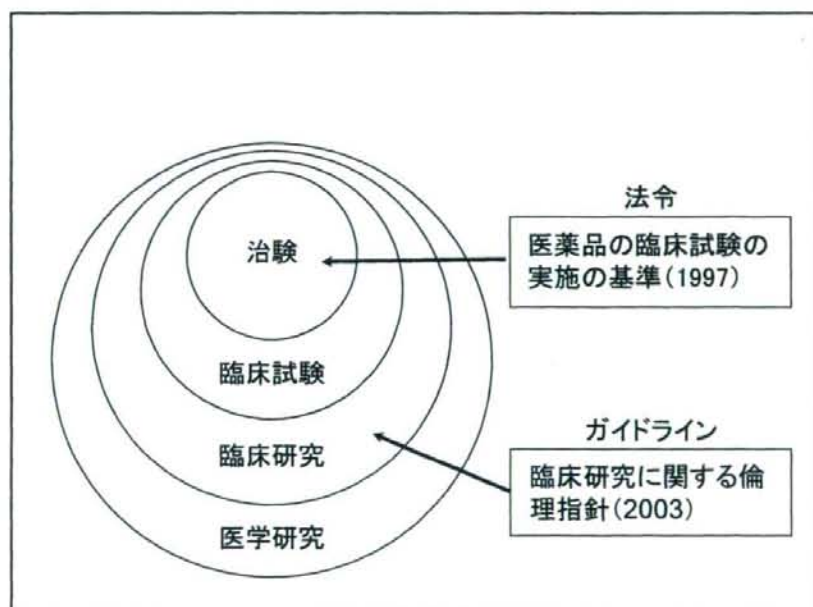 治験
臨床試験
臨床研究
医学研究
法令
医薬品の臨床試験の
実施の基準(1997)
ガイドライン
臨床研究に関する倫
理指針(2003)